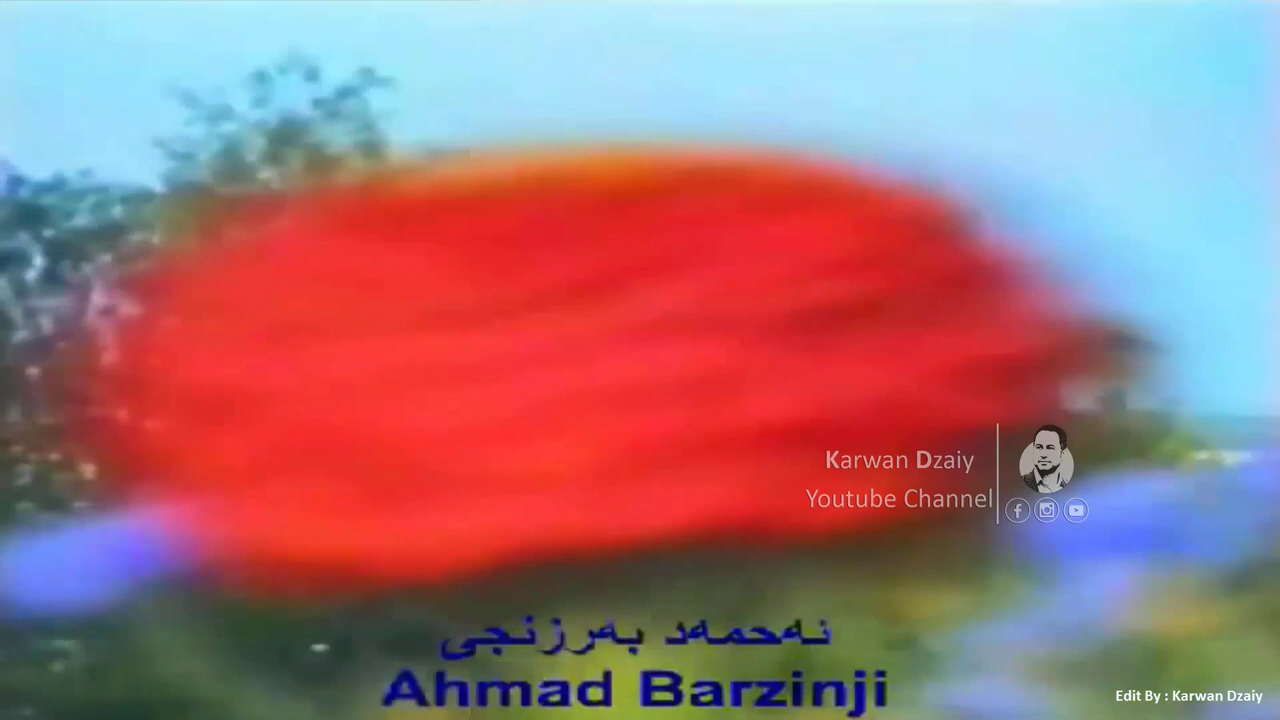 Karwan Dzaiy
Youtube Channel
ئەحمەد بەرزنجی
Ahmad Barzinji
Edit By : Karwan Dzaiy